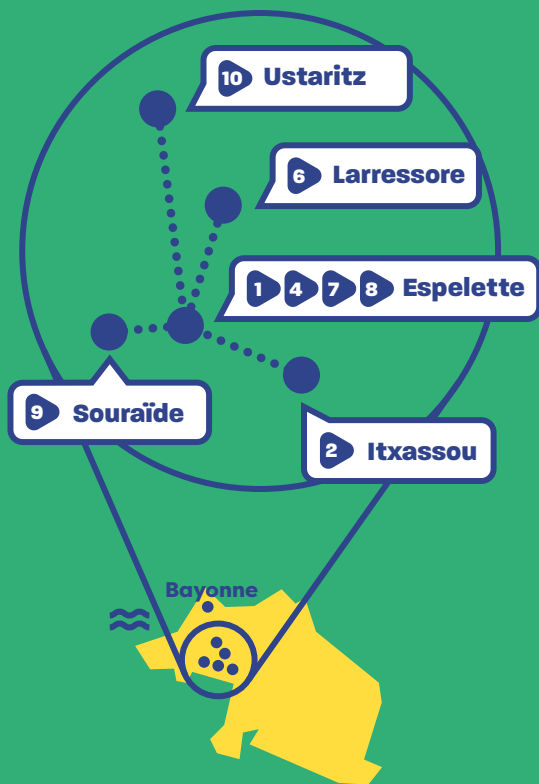 10 Ustaritz
6 Larressore
1 4 7 8 Espelette
9 Souraïde
2 Itxassou
Bayonne